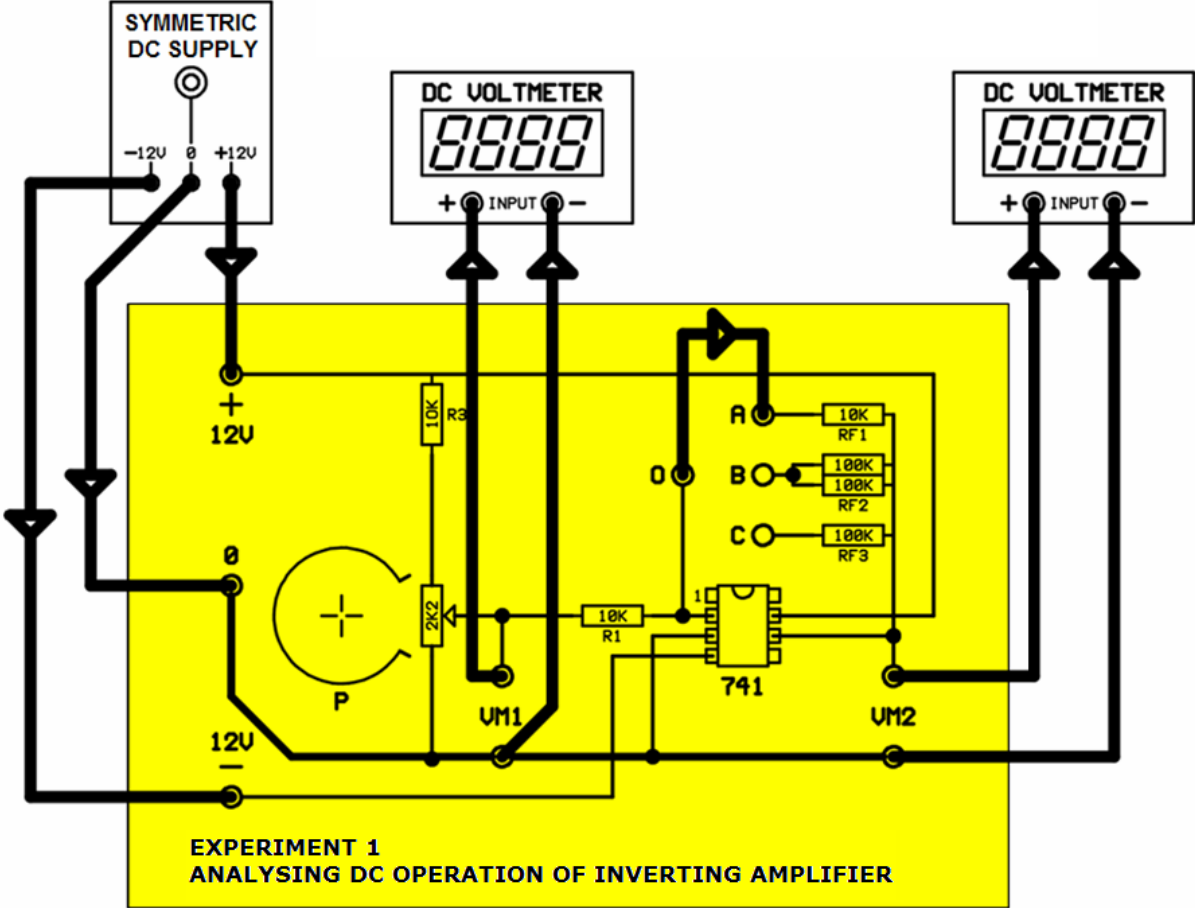 SYMMETRIC
DC SUPPLY
-12V 0 +12V
DC VOLTMETER
8888
+ INPUT -
DC VOLTMETER
8888
+ INPUT -
+
12V
10K R3
A 10K
RF1
O B 100K
100K
RF2
C 100K
RF3
0
2K2
P
10K
R1
1
741
VM1
VM2
12V
-
EXPERIMENT 1
ANALYSING DC OPERATION OF INVERTING AMPLIFIER